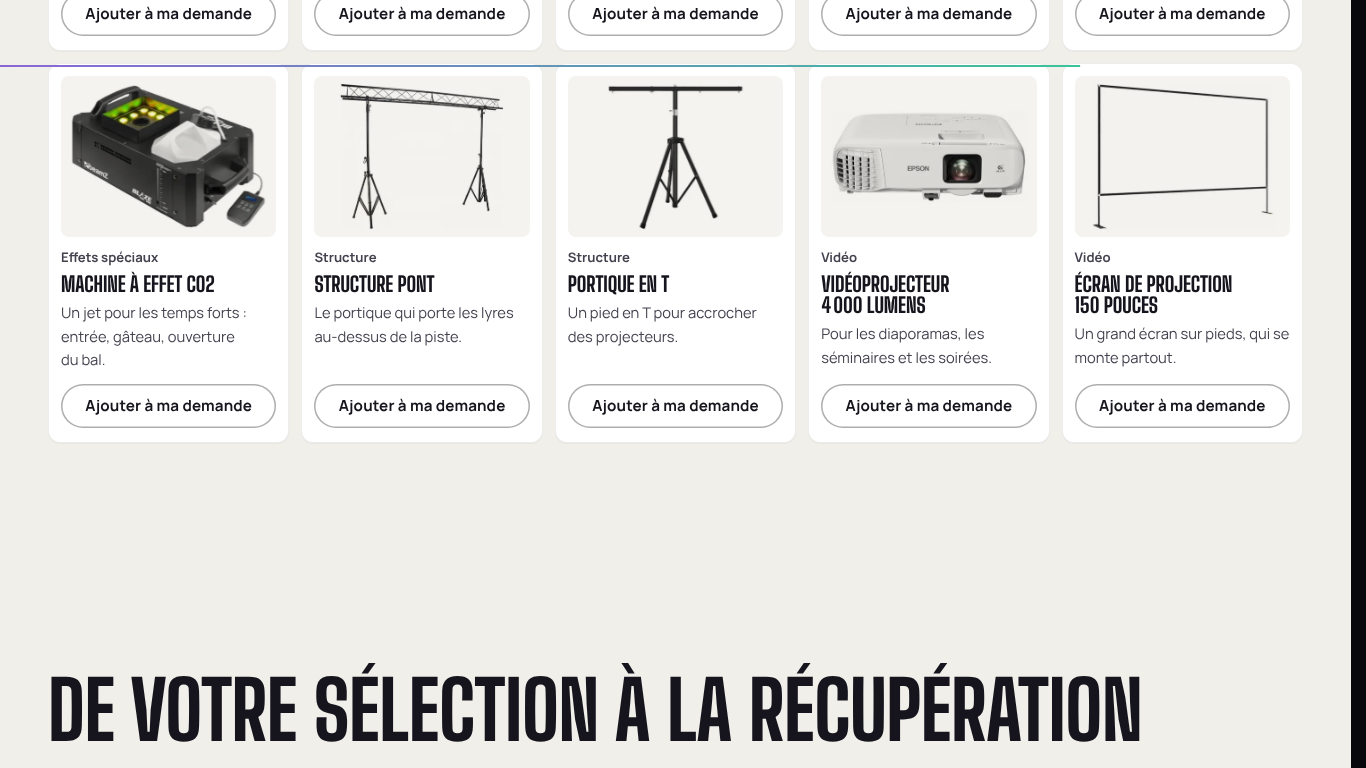 Ajouter à ma demande
Ajouter à ma demande
Ajouter à ma demande
Ajouter à ma demande
Ajouter à ma demande
EPSON
Effets spéciaux
MACHINE À EFFET CO2
Un jet pour les temps forts :
entrée, gâteau, ouverture
du bal.
Ajouter à ma demande
Structure
STRUCTURE PONT
Le portique qui porte les lyres
au-dessus de la piste.
Ajouter à ma demande
Structure
PORTIQUE EN T
Un pied en T pour accrocher
des projecteurs.
Ajouter à ma demande
Vidéo
VIDÉOPROJECTEUR
4 000 LUMENS
Pour les diaporamas, les
séminaires et les soirées.
Ajouter à ma demande
Vidéo
ÉCRAN DE PROJECTION
150 POUCES
Un grand écran sur pieds, qui se
monte partout.
Ajouter à ma demande
DE VOTRE SÉLECTION À LA RÉCUPÉRATION